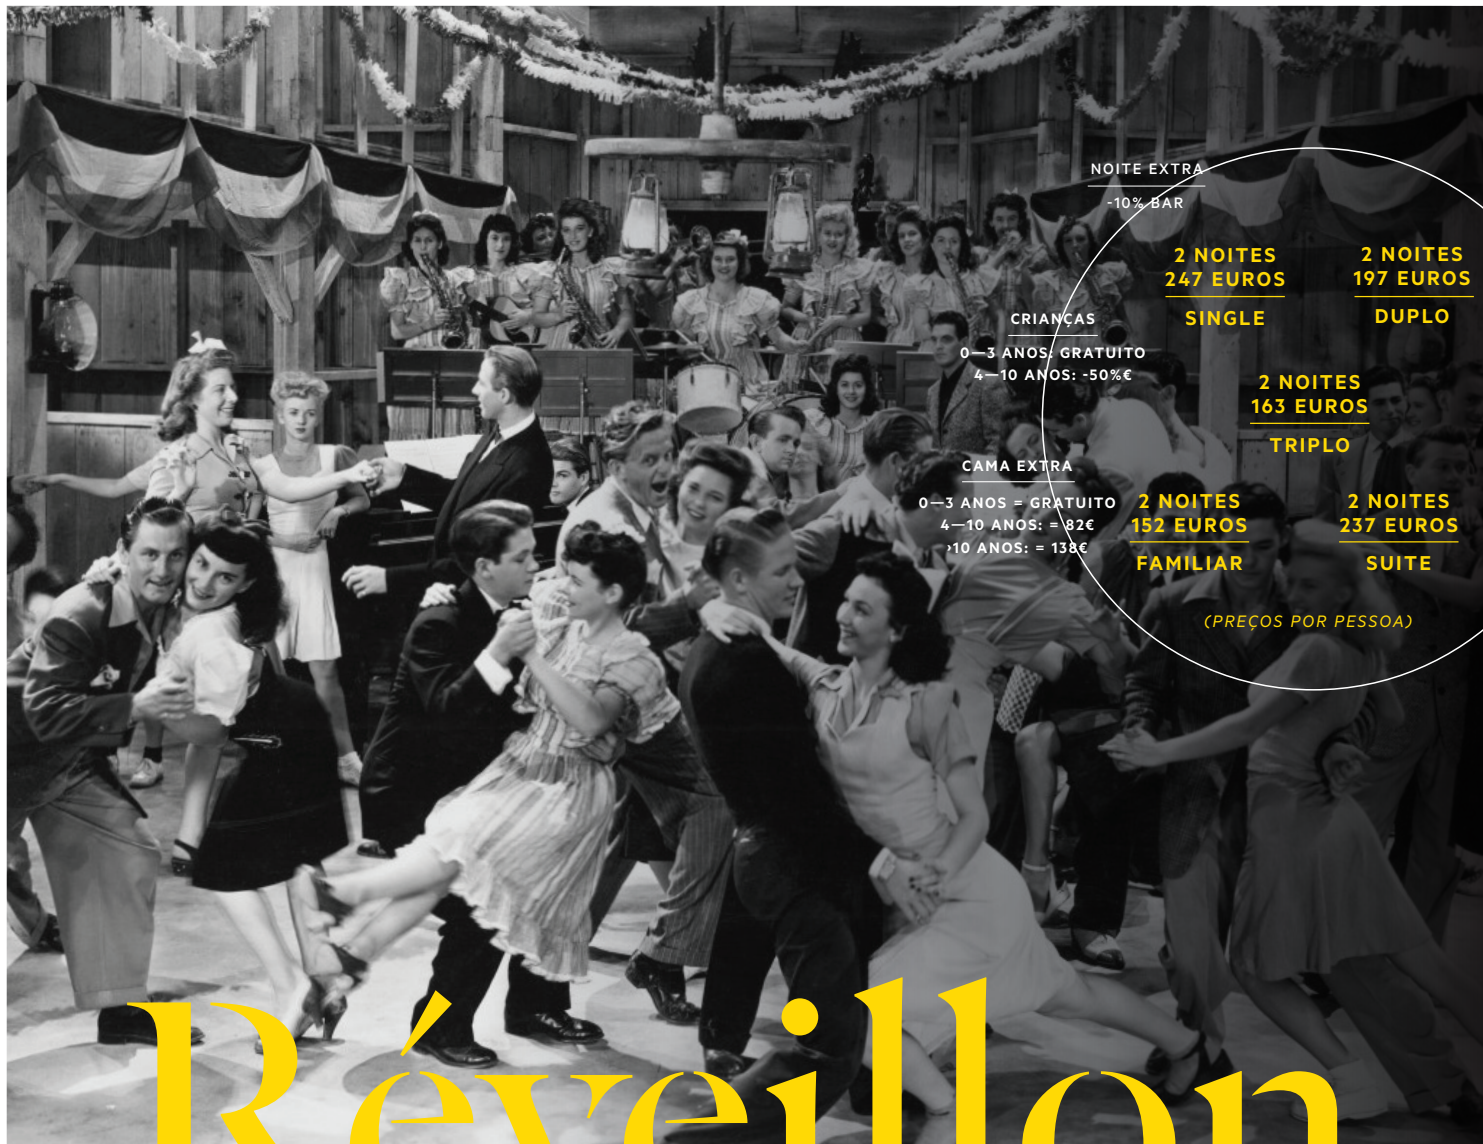 NOITE EXTRA
-10% BAR
2 NOITES
247 EUROS
SINGLE
2 NOITES
197 EUROS
DUPLO
CRIANÇAS
0—3 ANOS: GRATUITO
4—10 ANOS: -50%€
2 NOITES
163 EUROS
TRIPLO
CAMA EXTRA
0—3 ANOS = GRATUITO
4—10 ANOS: = 82€
›10 ANOS: = 138€
2 NOITES
152 EUROS
FAMILIAR
2 NOITES
237 EUROS
SUITE
(PREÇOS POR PESSOA)
Réveillon